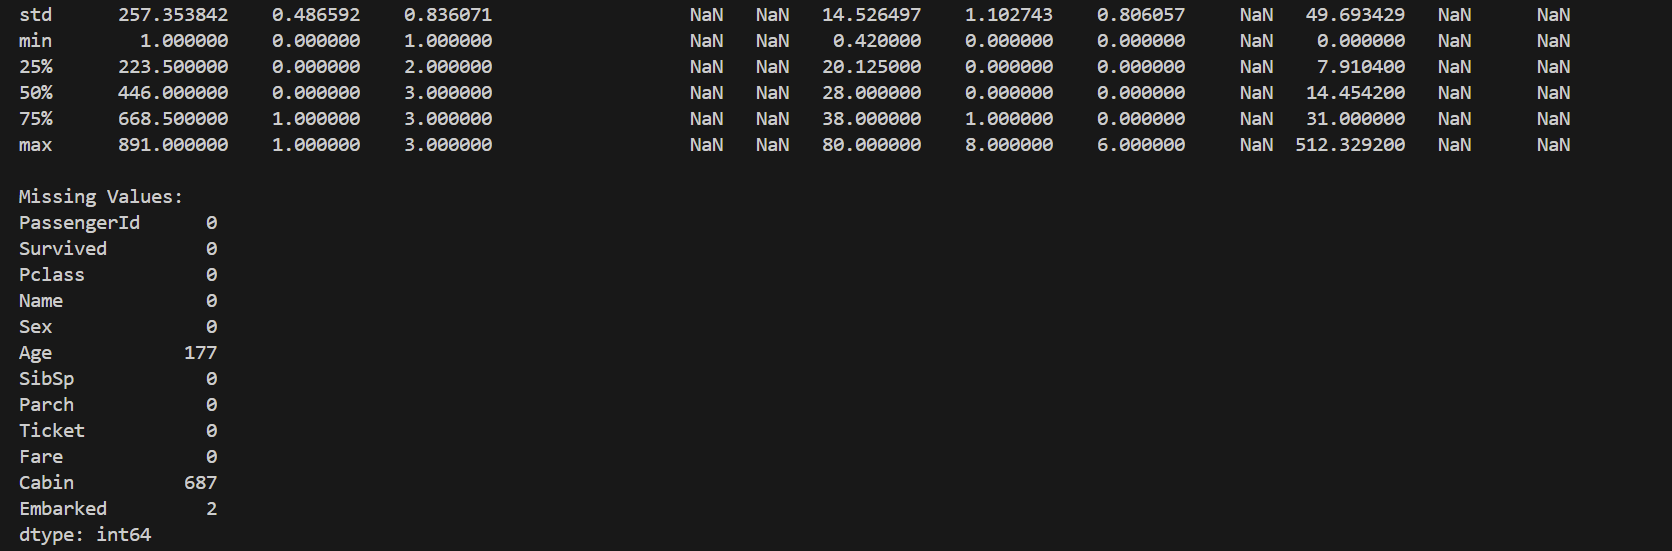 std      257.353842    0.486592    0.836071                  NaN   NaN   14.526497    1.102743    0.806057     NaN   49.693429   NaN      NaN
min        1.000000    0.000000    1.000000                  NaN   NaN    0.420000    0.000000    0.000000     NaN    0.000000   NaN      NaN
25%      223.500000    0.000000    2.000000                  NaN   NaN   20.125000    0.000000    0.000000     NaN    7.910400   NaN      NaN
50%      446.000000    0.000000    3.000000                  NaN   NaN   28.000000    0.000000    0.000000     NaN   14.454200   NaN      NaN
75%      668.500000    1.000000    3.000000                  NaN   NaN   38.000000    1.000000    0.000000     NaN   31.000000   NaN      NaN
max      891.000000    1.000000    3.000000                  NaN   NaN   80.000000    8.000000    6.000000     NaN  512.329200   NaN      NaN

Missing Values:
PassengerId      0
Survived         0
Pclass           0
Name             0
Sex              0
Age            177
SibSp            0
Parch            0
Ticket           0
Fare             0
Cabin          687
Embarked         2
dtype: int64